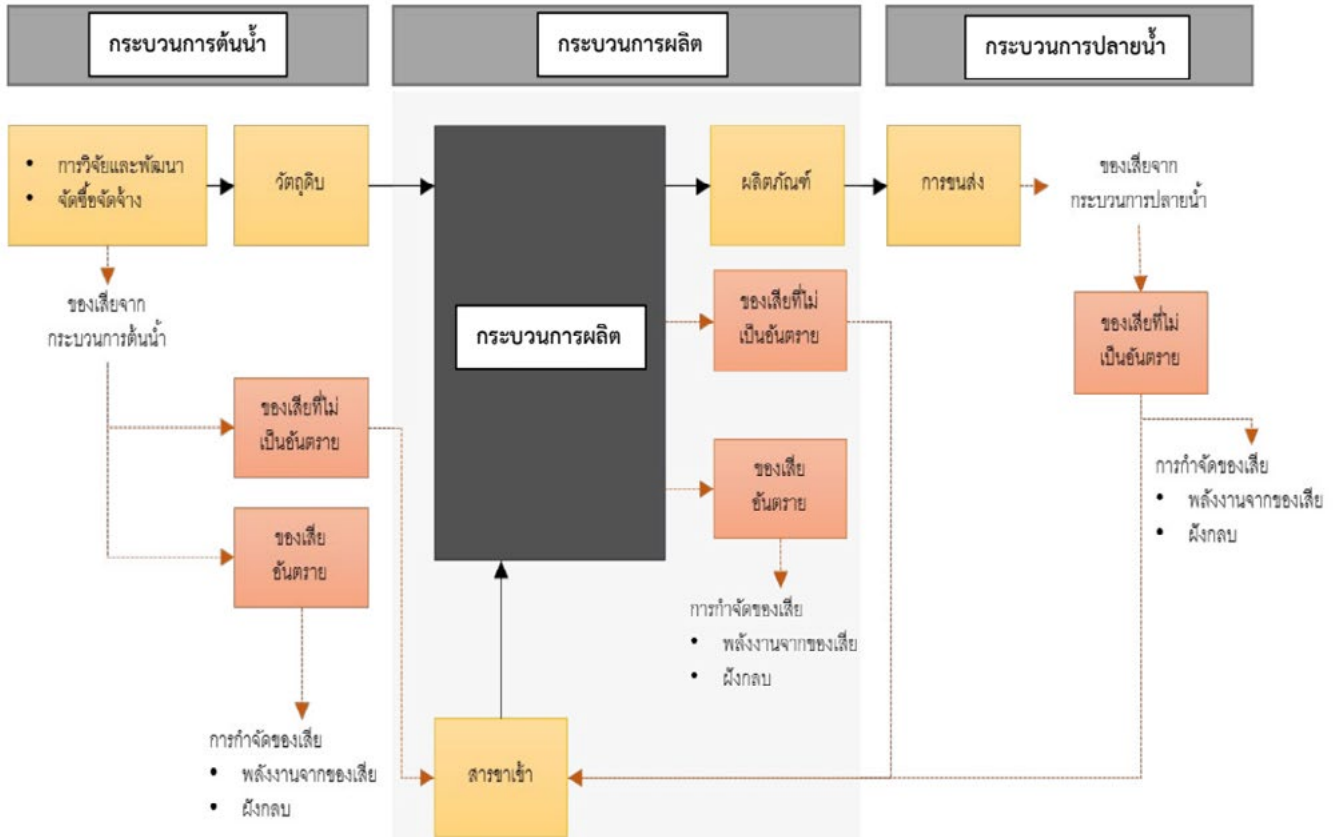 กระบวนการต้นน้ำ
กระบวนการผลิต
กระบวนการปลายน้ำ
• การวิจัยและพัฒนา
• จัดซื้อจัดจ้าง
วัตถุดิบ
ผลิตภัณฑ์
การขนส่ง
ของเสียจาก
กระบวนการปลายน้ำ
ของเสียจาก
กระบวนการต้นน้ำ
กระบวนการผลิต
ของเสียที่ไม่
เป็นอันตราย
ของเสียที่ไม่
เป็นอันตราย
ของเสียที่ไม่
เป็นอันตราย
ของเสีย
อันตราย
การกำจัดของเสีย
• พลังงานจากของเสีย
• ฝังกลบ
ของเสีย
อันตราย
การกำจัดของเสีย
• พลังงานจากของเสีย
• ฝังกลบ
การกำจัดของเสีย
• พลังงานจากของเสีย
• ฝังกลบ
สารขาเข้า